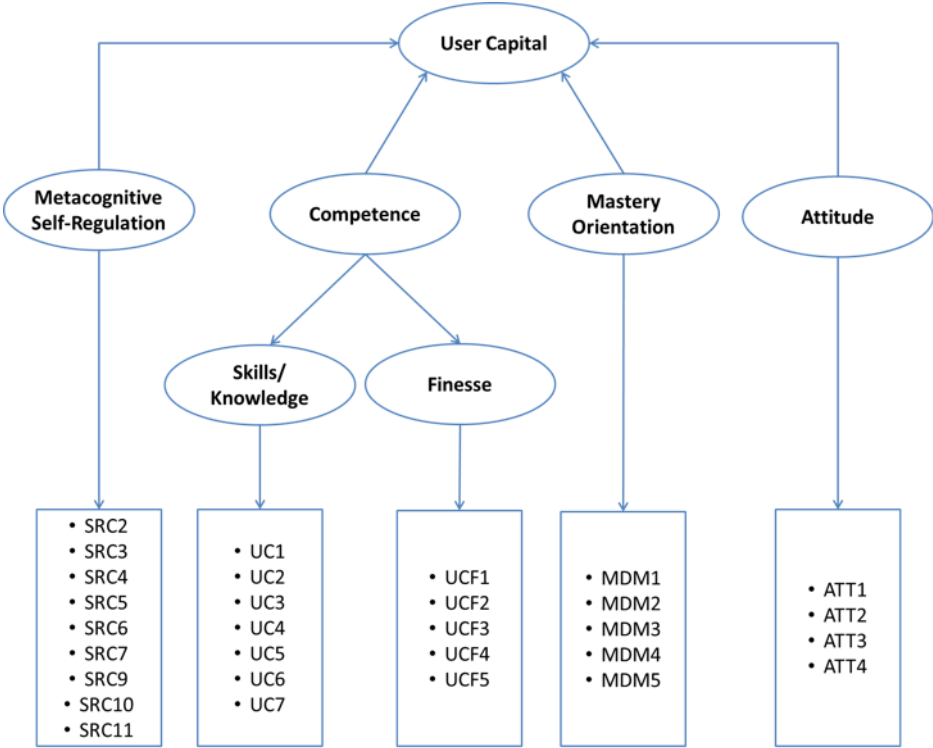 User Capital
Metacognitive
Self-Regulation
Competence
Mastery
Orientation
Attitude
Skills/
Knowledge
Finesse
• SRC2
• SRC3
• SRC4
• SRC5
• SRC6
• SRC7
• SRC9
• SRC10
• SRC11
• UC1
• UC2
• UC3
• UC4
• UC5
• UC6
• UC7
• UCF1
• UCF2
• UCF3
• UCF4
• UCF5
• MDM1
• MDM2
• MDM3
• MDM4
• MDM5
• ATT1
• ATT2
• ATT3
• ATT4